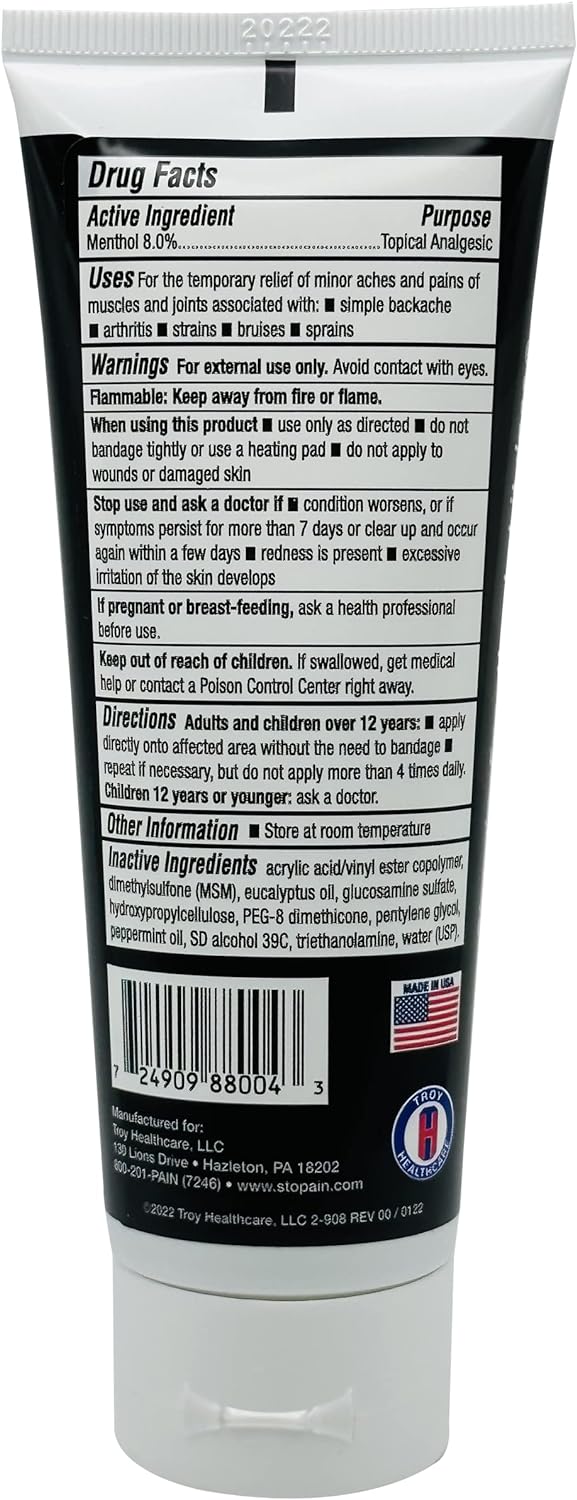 20222
Drug Facts
Active Ingredient Purpose
Menthol 8.0%......................................................Topical Analgesic
Uses For the temporary relief of minor aches and pains of
muscles and joints associated with: ■ simple backache
■ arthritis ■ strains ■ bruises ■ sprains
Warnings For external use only. Avoid contact with eyes.
Flammable: Keep away from fire or flame.
When using this product ■ use only as directed ■ do not
bandage tightly or use a heating pad ■ do not apply to
wounds or damaged skin
Stop use and ask a doctor if ■ condition worsens, or if
symptoms persist for more than 7 days or clear up and occur
again within a few days ■ redness is present ■ excessive
irritation of the skin develops
If pregnant or breast-feeding, ask a health professional
before use.
Keep out of reach of children. If swallowed, get medical
help or contact a Poison Control Center right away.
Directions Adults and children over 12 years: ■ apply
directly onto affected area without the need to bandage ■
repeat if necessary, but do not apply more than 4 times daily.
Children 12 years or younger: ask a doctor.
Other Information ■ Store at room temperature
Inactive Ingredients acrylic acid/vinyl ester copolymer,
dimethylsulfone (MSM), eucalyptus oil, glucosamine sulfate,
hydroxypropylcellulose, PEG-8 dimethicone, pentylene glycol,
peppermint oil, SD alcohol 39C, triethanolamine, water (USP).
MADE IN USA
7 24909 88004 3
TROY
H
HEALTHCARE
Manufactured for:
Troy Healthcare, LLC
130 Lions Drive • Hazleton, PA 18202
800-201-PAIN (7246) • www.stopain.com
©2022 Troy Healthcare, LLC 2-908 REV 00 / 0122